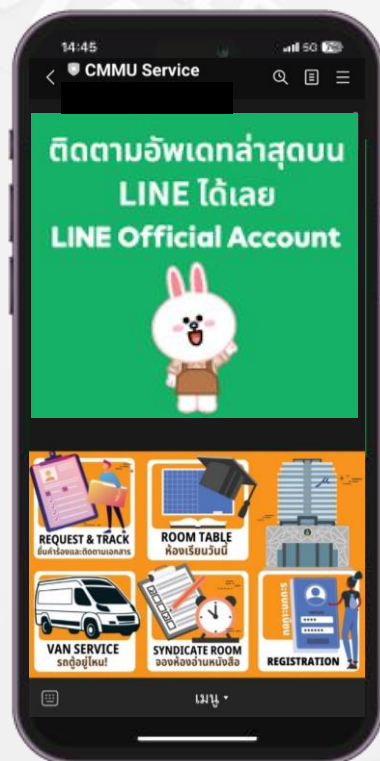 14:45
5G 76
CMMU Service
ติดตามอัพเดทล่าสุดบน
LINE ได้เลย
LINE Official Account
REQUEST & TRACK
ยื่นคำร้องและติดตามเอกสาร
ROOM TABLE
ห้องเรียนวันนี้
VAN SERVICE
รถตู้อยู่ไหน!
SYNDICATE ROOM
จองห้องอ่านหนังสือ
ระบบลงทะเบียน
REGISTRATION
เมนู